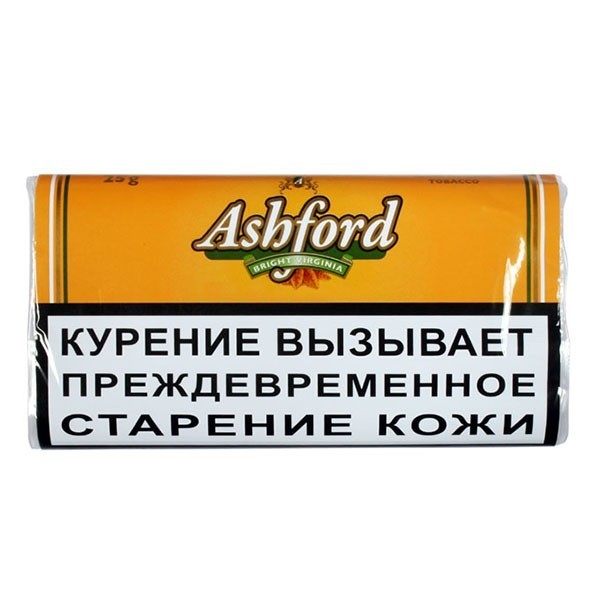 25 g TOBACCO
Ashford
BRIGHT VIRGINIA
КУРЕНИЕ ВЫЗЫВАЕТ
ПРЕЖДЕВРЕМЕННОЕ
СТАРЕНИЕ КОЖИ